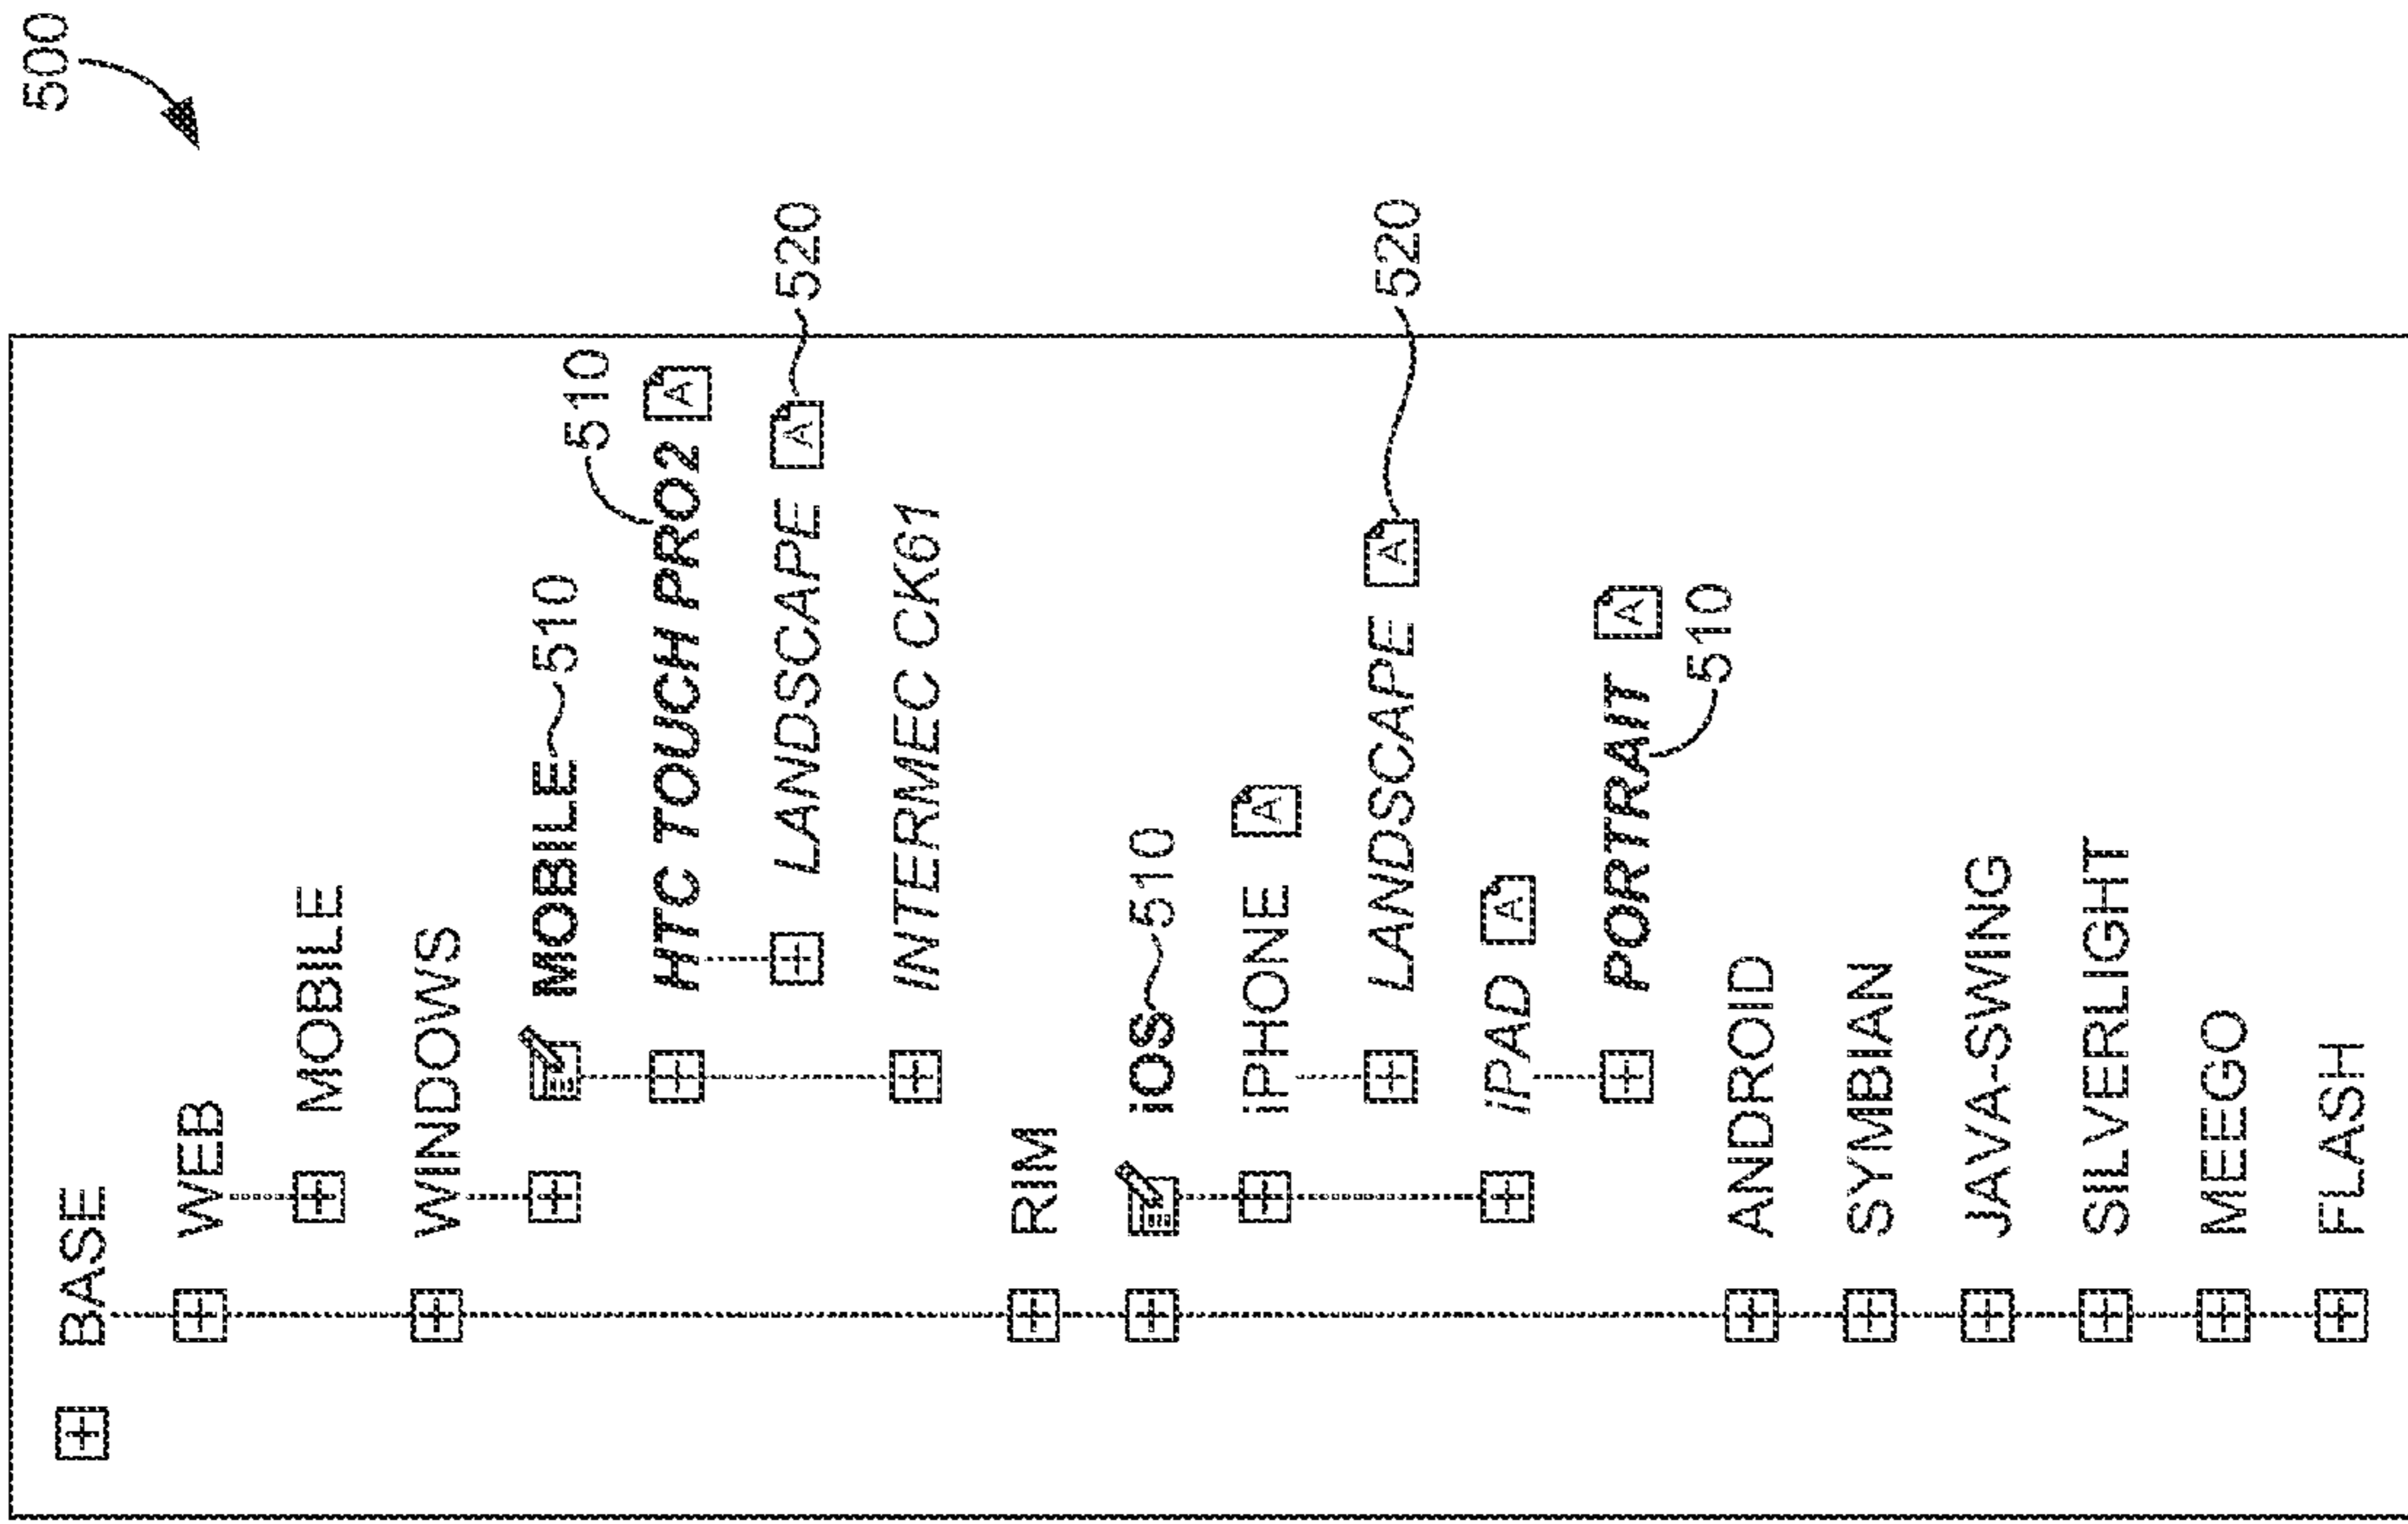 500
BASE
WEB
MOBILE
WINDOWS
MOBILE 510
510
HTC TOUCH PRO2 A
LANDSCAPE A 520
INTERMEC CK61
RIM
iOS 510
iPHONE A
LANDSCAPE A 520
iPAD A
PORTRAIT A
510
ANDROID
SYMBIAN
JAVA-SWING
SILVERLIGHT
MEEGO
FLASH